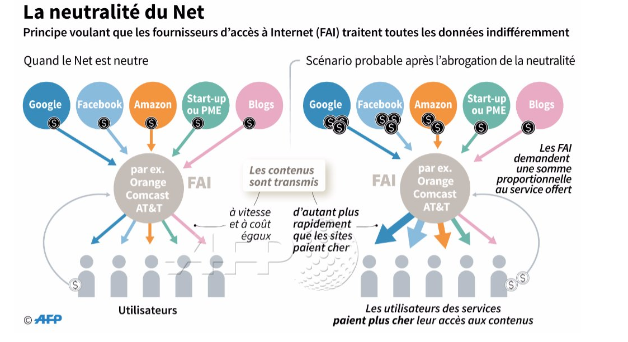 La neutralité du Net
Principe voulant que les fournisseurs d'accès à Internet (FAI) traitent toutes les données indifféremment
Quand le Net est neutre
Google
Facebook
Amazon
Start-up
ou PME
Blogs
$ $ $ $ $
par ex.
Orange
Comcast
AT&T
FAI
Les contenus
sont transmis
à vitesse
et à coût
égaux
d'autant plus
rapidement
que les sites
paient cher
$
Utilisateurs
Scénario probable après l'abrogation de la neutralité
Google
Facebook
Amazon
Start-up
ou PME
Blogs
$ $ $ $ $ $ $ $ $ $
Les FAI
demandent
une somme
proportionnelle
au service offert
FAI
par ex.
Orange
Comcast
AT&T
$ $
Les utilisateurs des services
paient plus cher leur accès aux contenus
AFP
© AFP